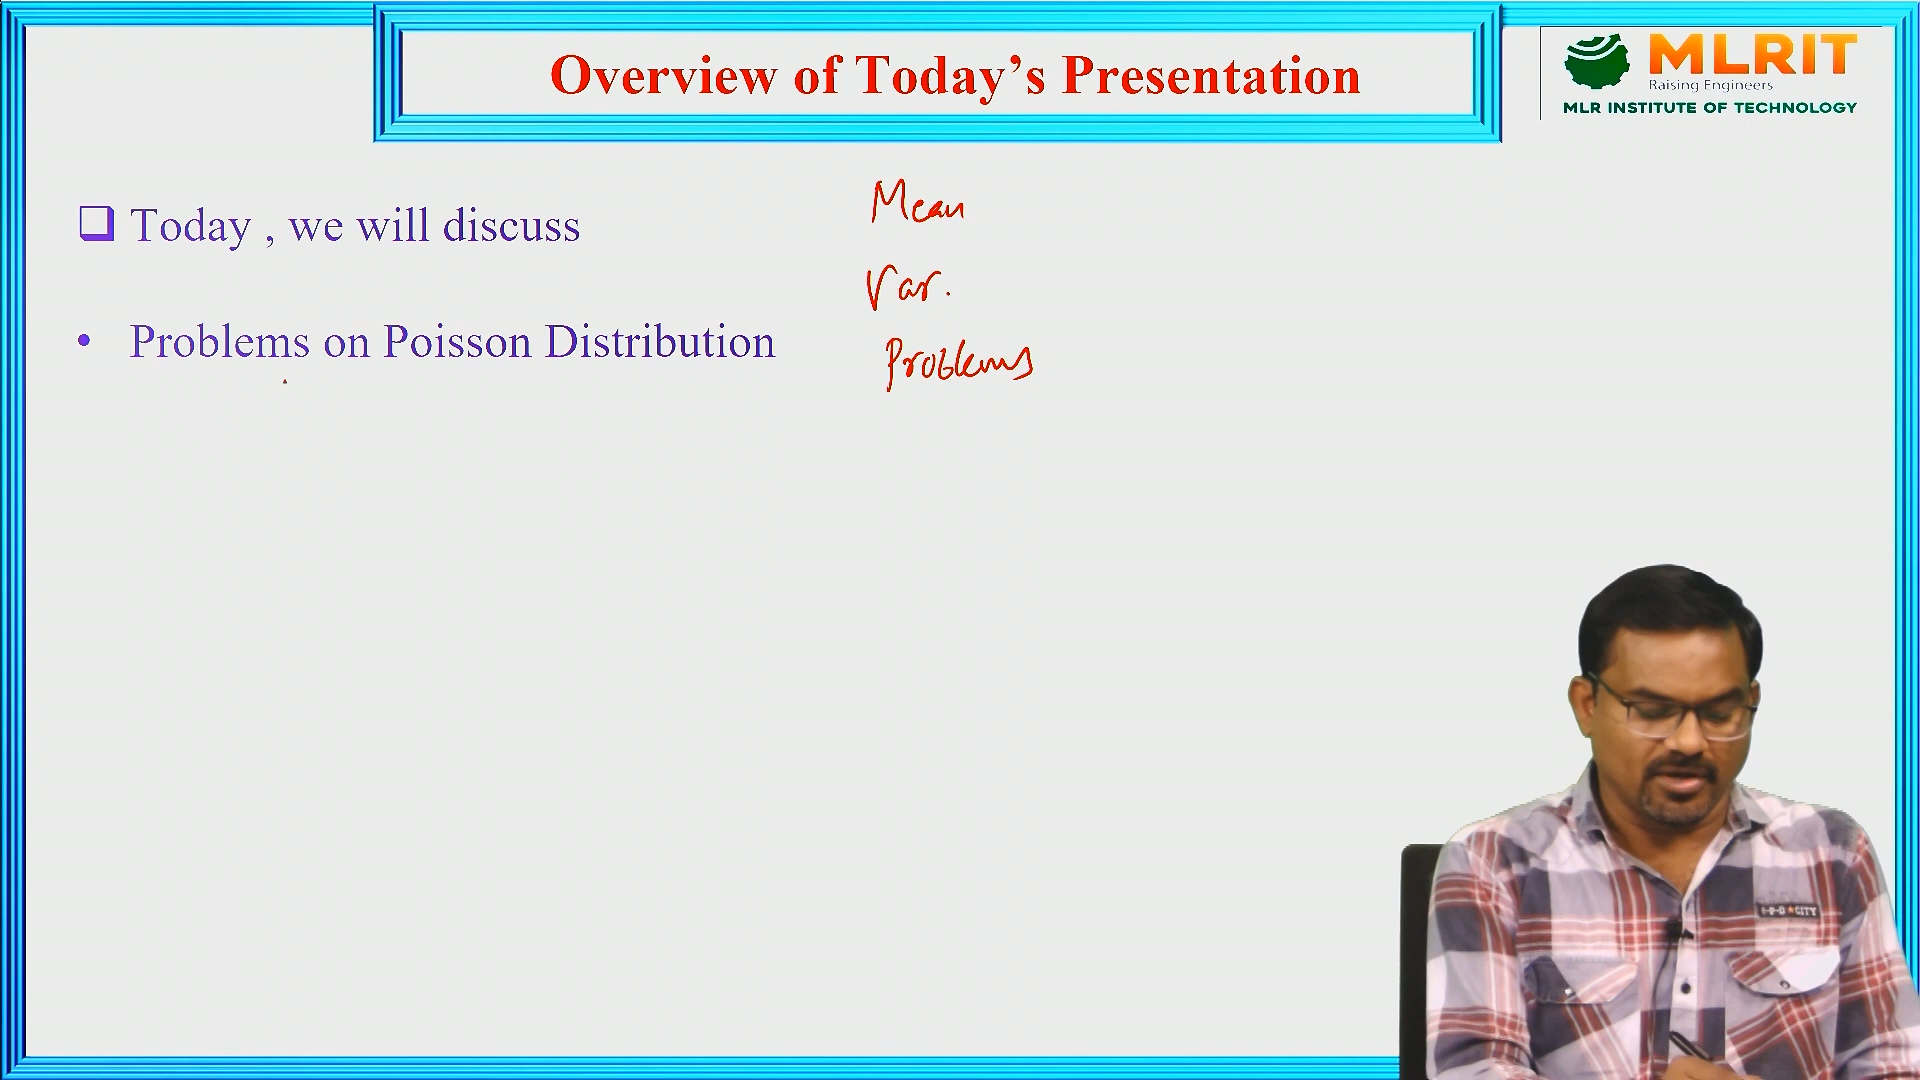 Overview of Today’s Presentation
MLRIT
Raising Engineers
MLR INSTITUTE OF TECHNOLOGY
Today , we will discuss
• Problems on Poisson Distribution
Mean
Var.
Problems